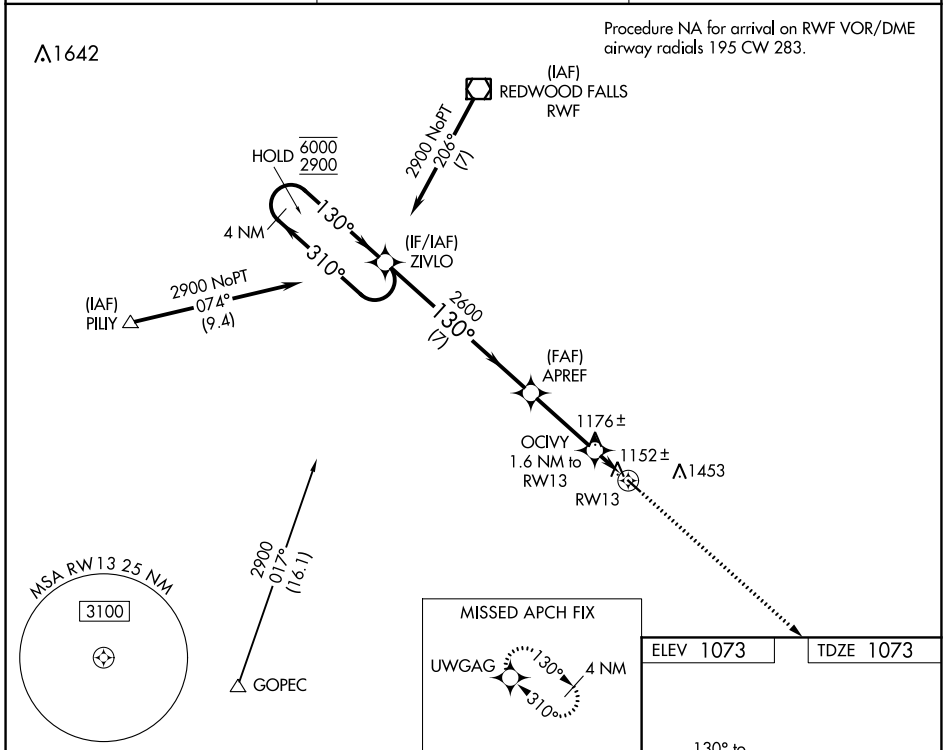 Procedure NA for arrival on RWF VOR/DME
airway radials 195 CW 283.
1642
(IAF)
REDWOOD FALLS
RWF
2900 NoPT
206°
(7)
HOLD
6000
2900
130°
4 NM
310°
(IF/IAF)
ZIVLO
(IAF)
PILIY
2900 NoPT
074°
(9.4)
2600
130°
(7)
(FAF)
APREF
1176±
OCIVY
1.6 NM to
RW13
1152±
1453
RW13
2900
017°
(16.1)
GOPEC
MSA RW13 25 NM
3100
MISSED APCH FIX
UWGAG
130°
4 NM
310°
ELEV 1073
TDZE 1073
130° to